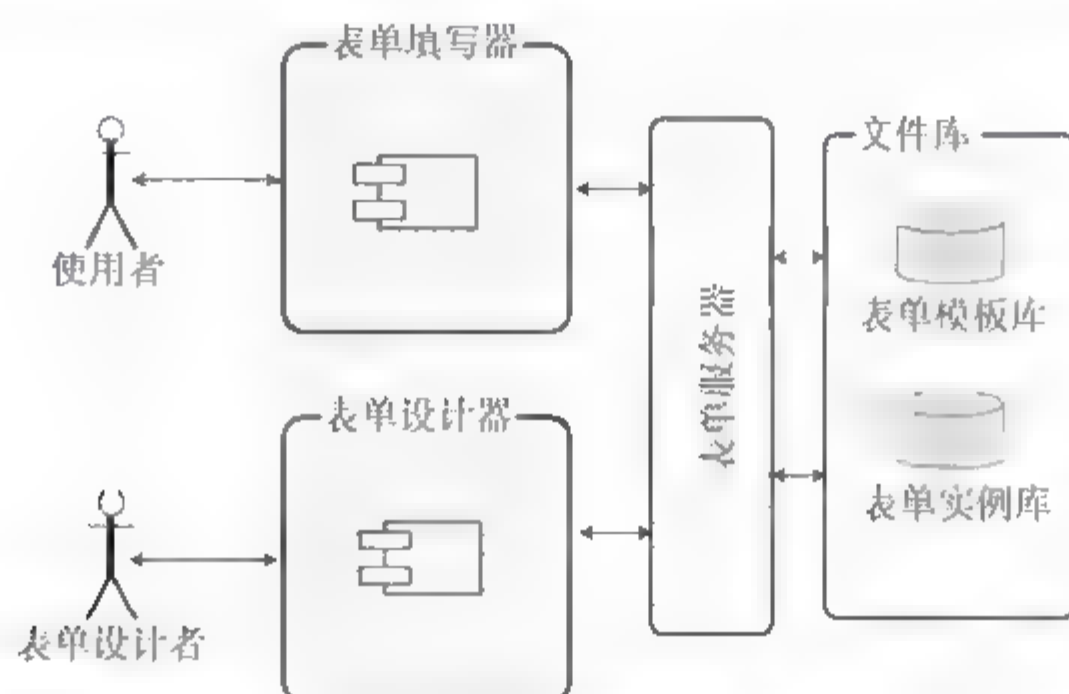 表单填写器
文件库
使用者
表单模板库
表单服务器
表单设计器
表单实例库
表单设计者